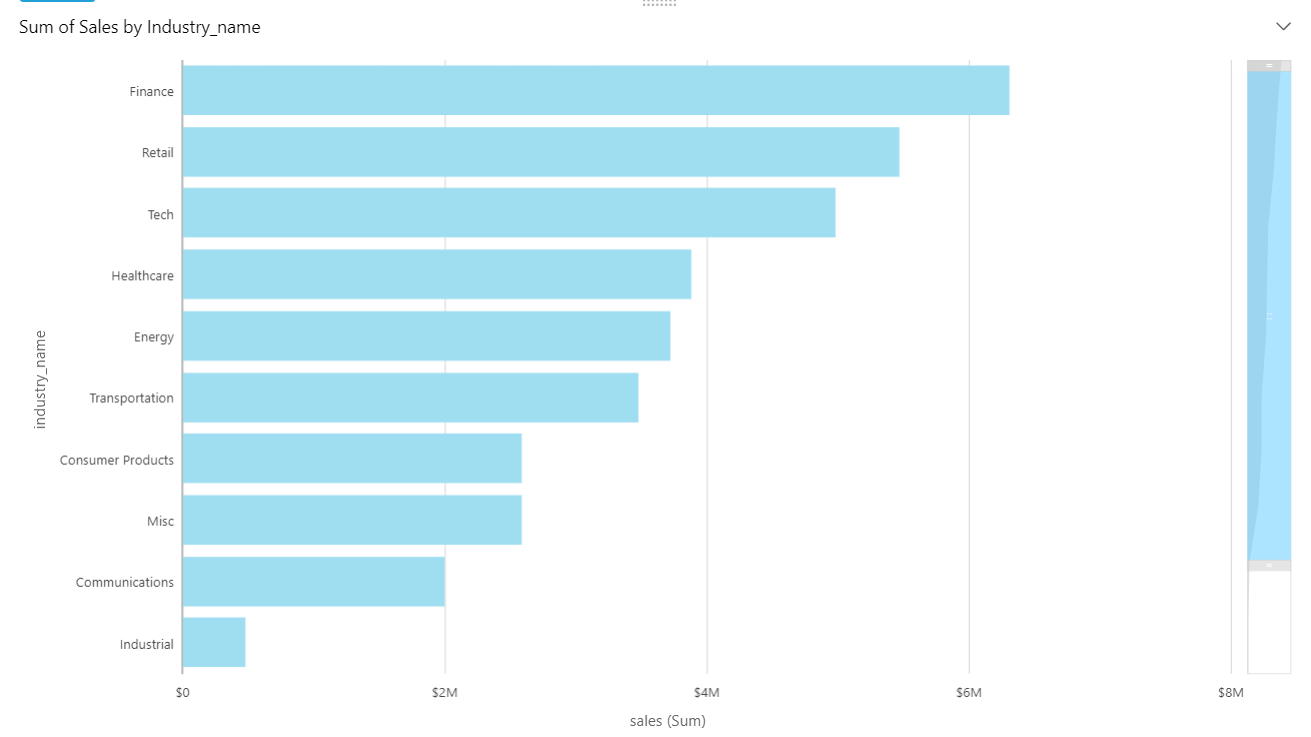 Sum of Sales by Industry_name
Finance
Retail
Tech
Healthcare
Energy
Transportation
Consumer Products
Misc
Communications
Industrial
industry_name
$0 $2M $4M $6M $8M
sales (Sum)